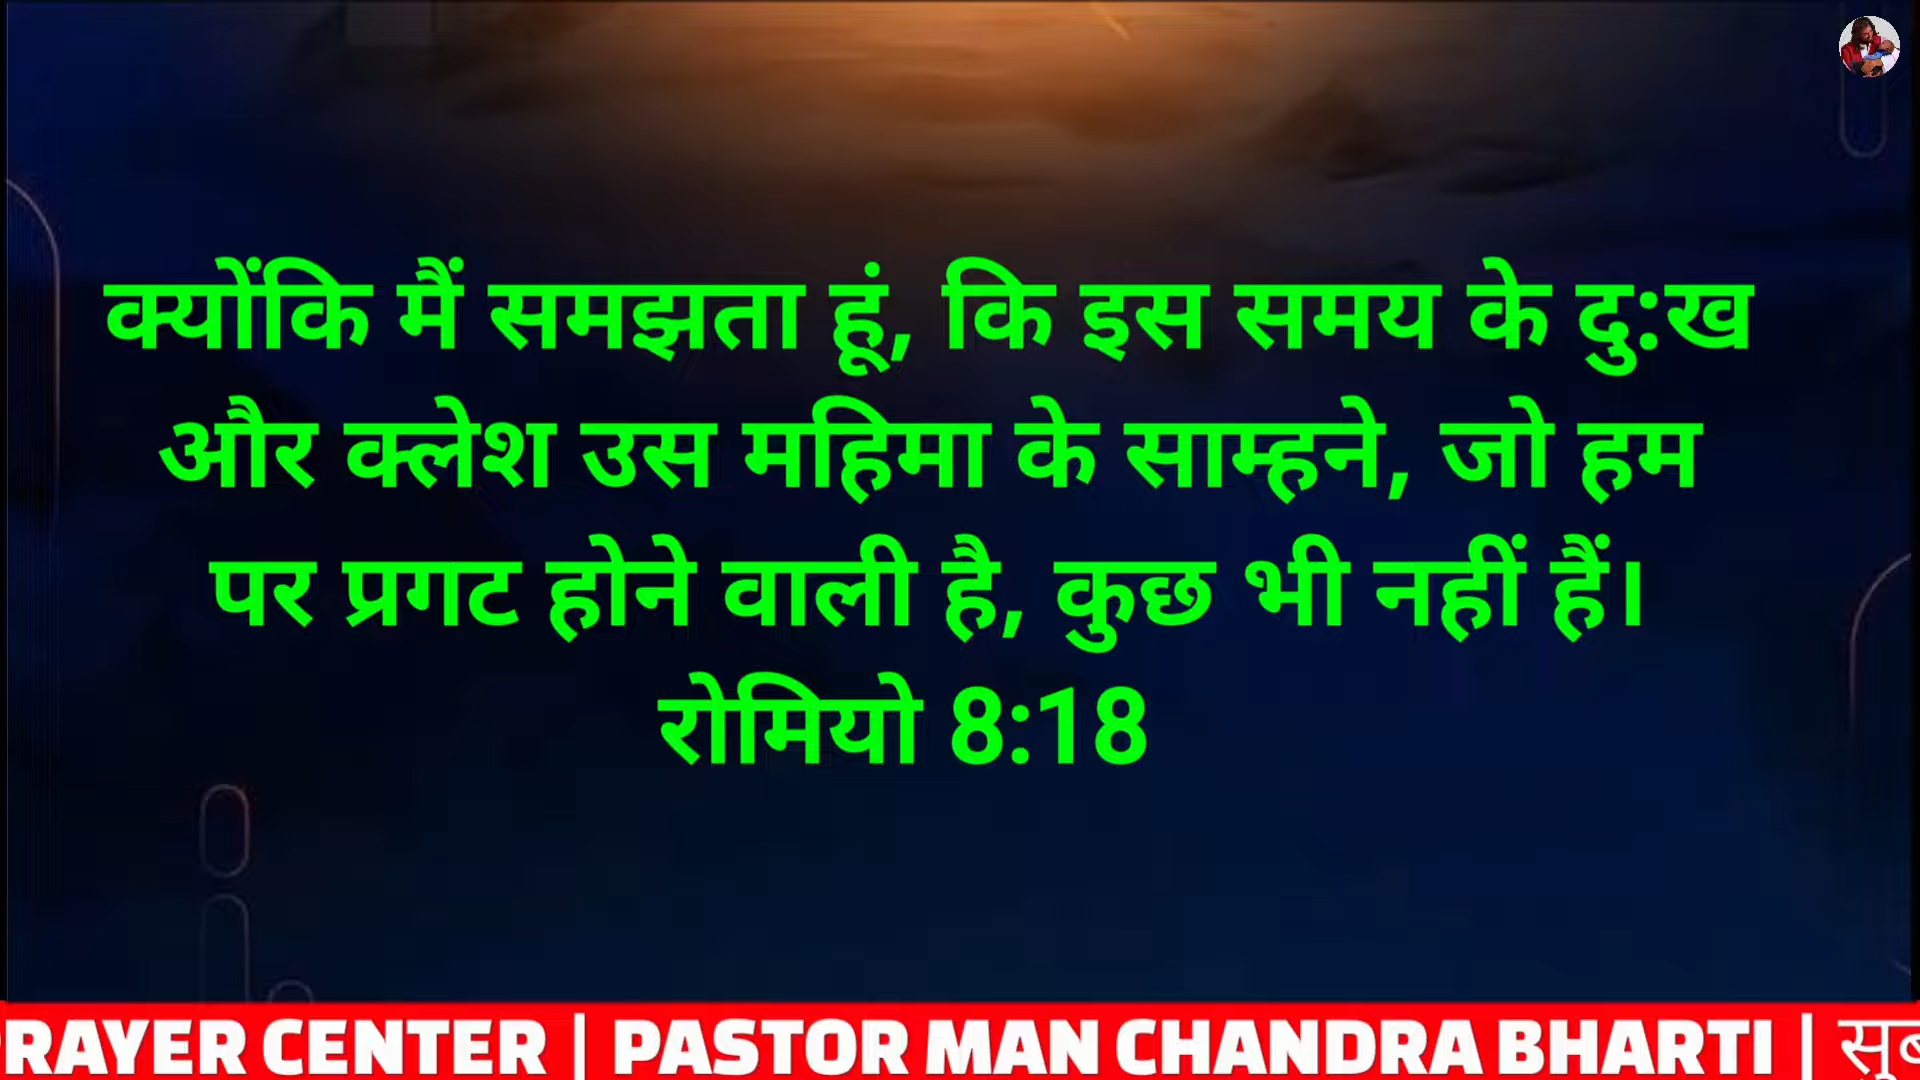 क्योंकि मैं समझता हूं, कि इस समय के दु:ख
और क्लेश उस महिमा के साम्हने, जो हम
पर प्रगट होने वाली है, कुछ भी नहीं हैं।
रोमियो 8:18
RAYER CENTER | PASTOR MAN CHANDRA BHARTI |